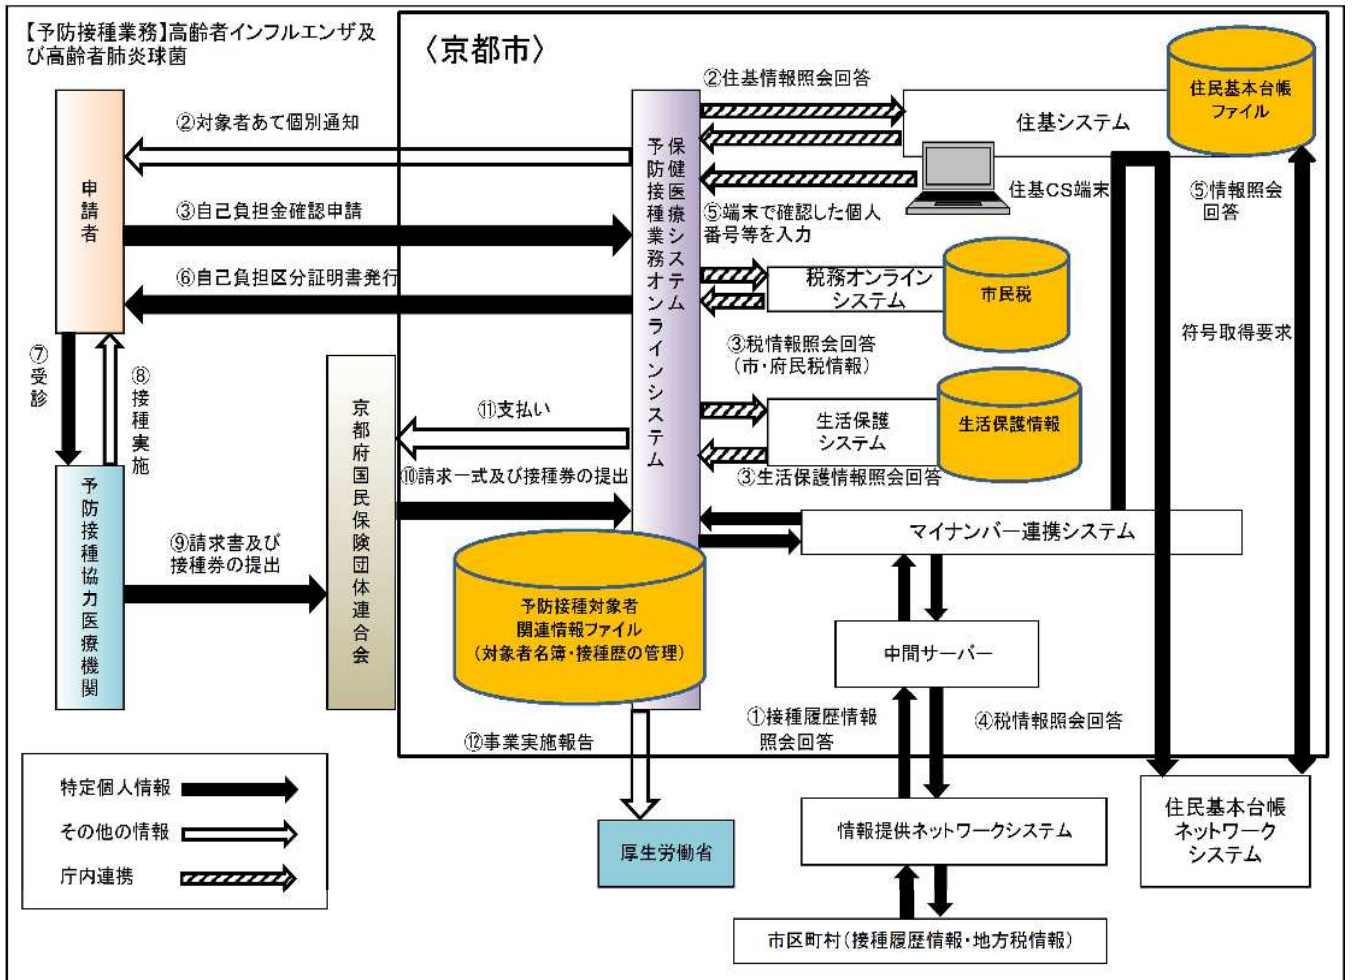 【予防接種業務】高齢者インフルエンザ及
び高齢者肺炎球菌
〈京都市〉
②住基情報照会回答
住民基本台帳
ファイル
住基システム
②対象者あて個別通知
申請者
保健医療システム
予防接種業務オンラインシステム
住基CS端末
⑤情報照会
回答
③自己負担金確認申請
⑤端末で確認した個人
番号等を入力
⑥自己負担区分証明書発行
税務オンライン
システム
市民税
符号取得要求
③税情報照会回答
(市・府民税情報)
⑦受診
⑧接種実施
京都府国民保険団体連合会
⑪支払い
生活保護
システム
生活保護情報
⑩請求一式及び接種券の提出
③生活保護情報照会回答
予防接種協力医療機関
⑨請求書及び
接種券の提出
マイナンバー連携システム
予防接種対象者
関連情報ファイル
(対象者名簿・接種歴の管理)
中間サーバー
①接種履歴情報
照会回答
④税情報照会回答
⑫事業実施報告
特定個人情報
その他の情報
庁内連携
厚生労働省
情報提供ネットワークシステム
住民基本台帳
ネットワーク
システム
市区町村(接種履歴情報・地方税情報)